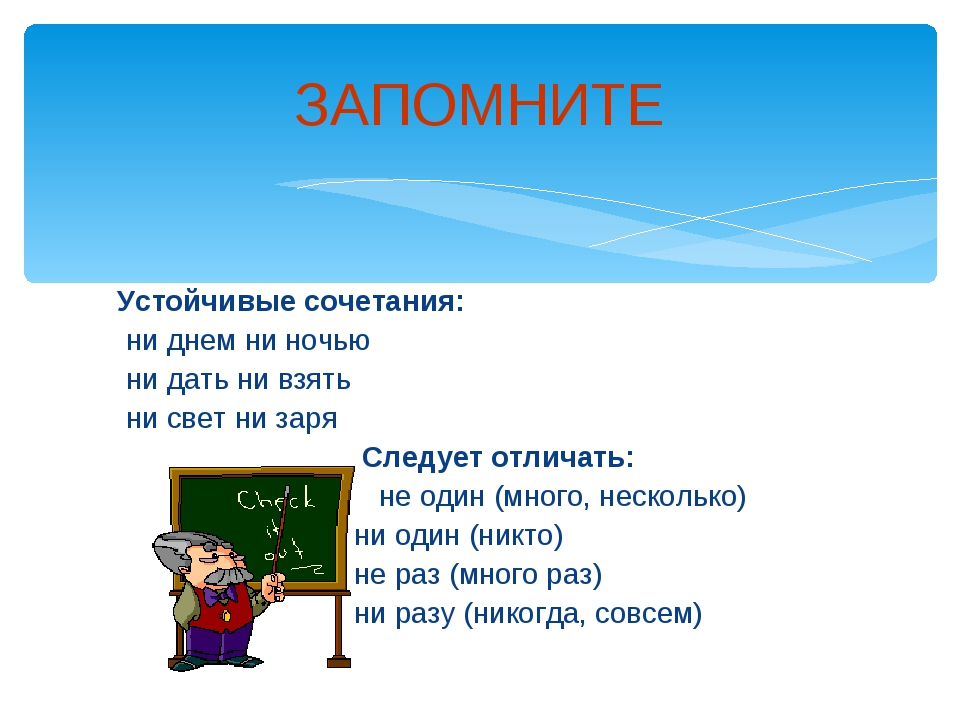 ЗАПОМНИТЕ
Устойчивые сочетания:
ни днем ни ночью
ни дать ни взять
ни свет ни заря
Следует отличать:
не один (много, несколько)
ни один (никто)
не раз (много раз)
ни разу (никогда, совсем)
Check
it
out